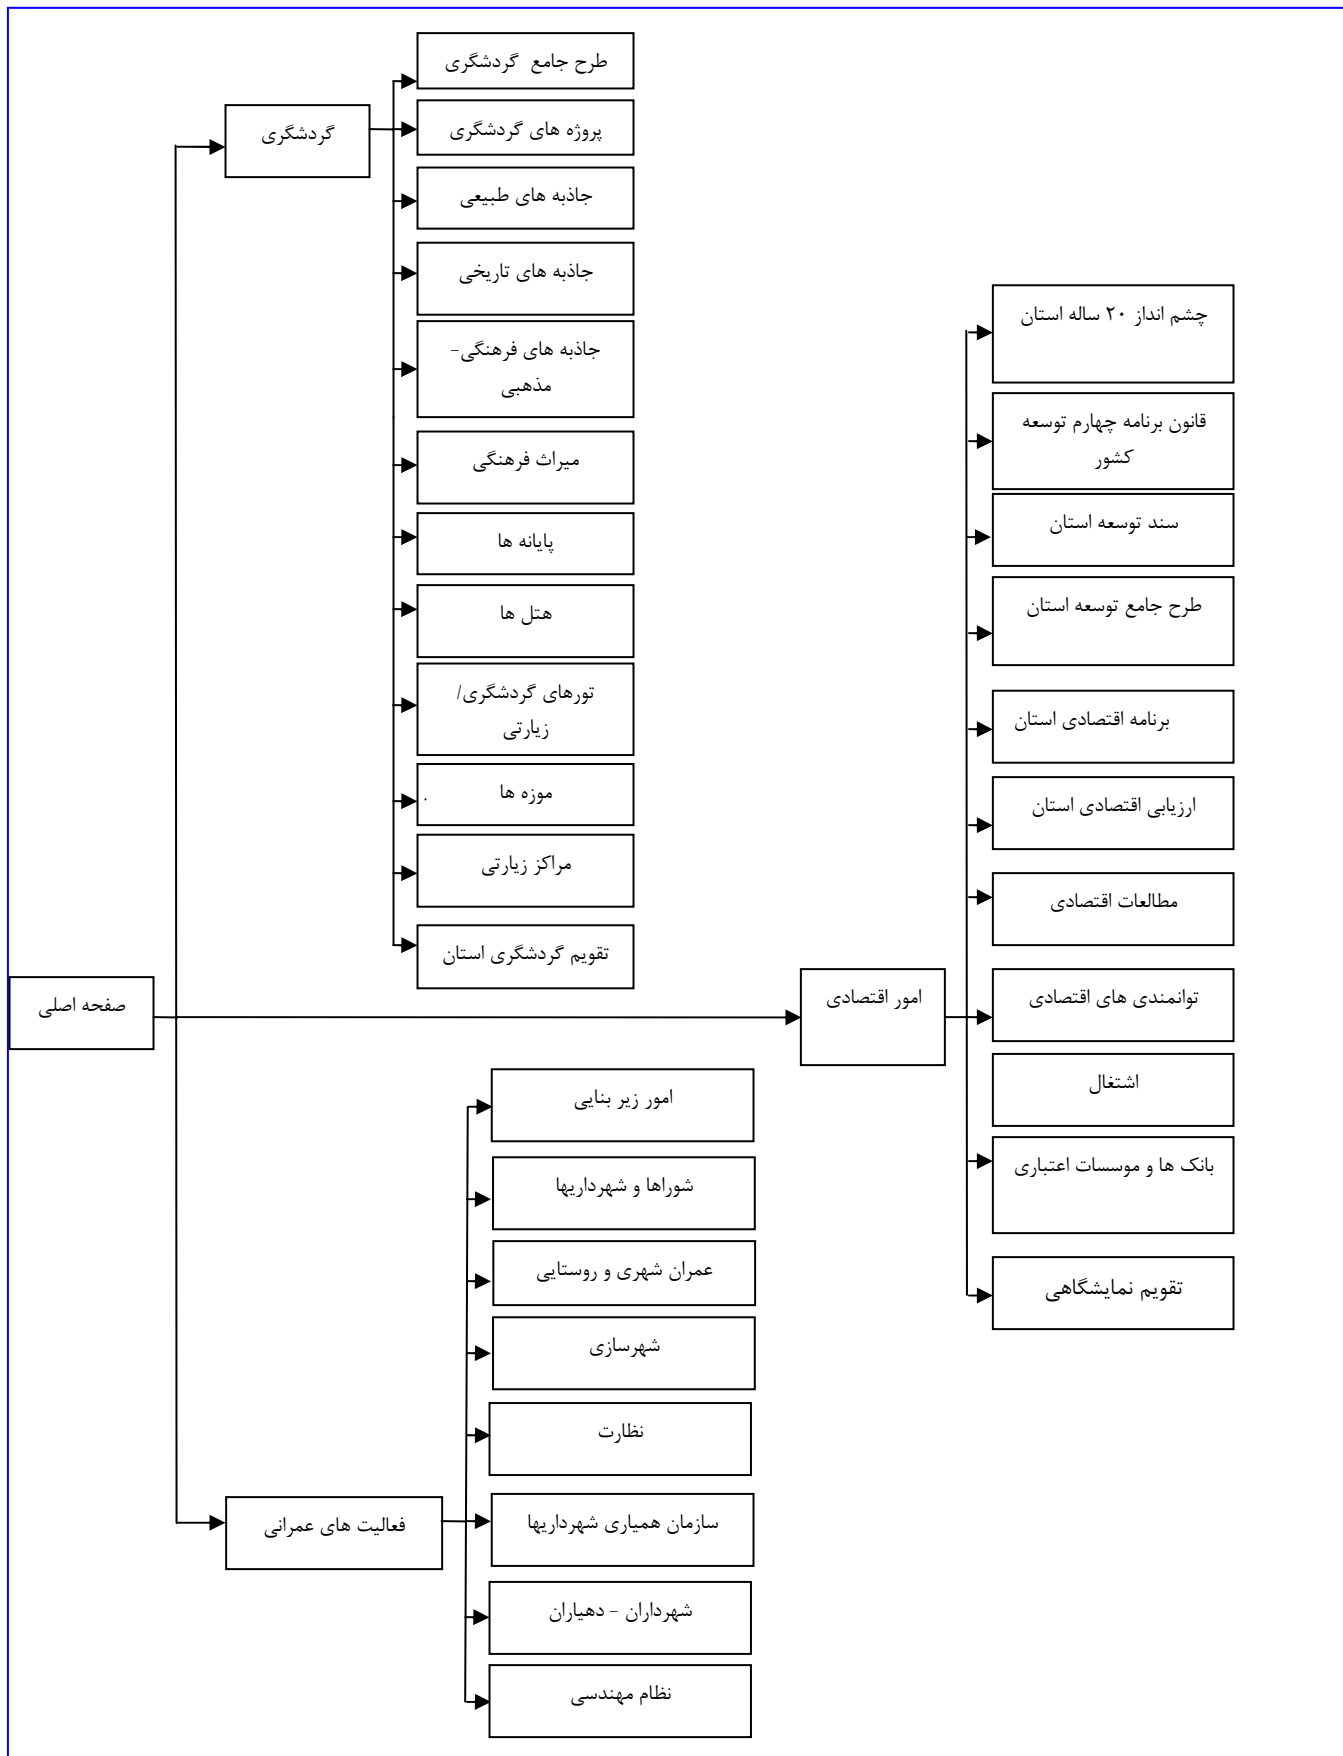 صفحه اصلی
گردشگری
طرح جامع گردشگری
پروژه های گردشگری
جاذبه های طبیعی
جاذبه های تاریخی
جاذبه های فرهنگی-
مذهبی
میراث فرهنگی
پایانه ها
هتل ها
تورهای گردشگری/
زیارتی
موزه ها
.
مراکز زیارتی
تقویم گردشگری استان
امور اقتصادی
چشم انداز ۲۰ ساله استان
قانون برنامه چهارم توسعه
کشور
سند توسعه استان
طرح جامع توسعه استان
برنامه اقتصادی استان
ارزیابی اقتصادی استان
مطالعات اقتصادی
توانمندی های اقتصادی
اشتغال
بانک ها و موسسات اعتباری
تقویم نمایشگاهی
فعالیت های عمرانی
امور زیر بنایی
شوراها و شهرداریها
عمران شهری و روستایی
شهرسازی
نظارت
سازمان همیاری شهرداریها
شهرداران - دهیاران
نظام مهندسی